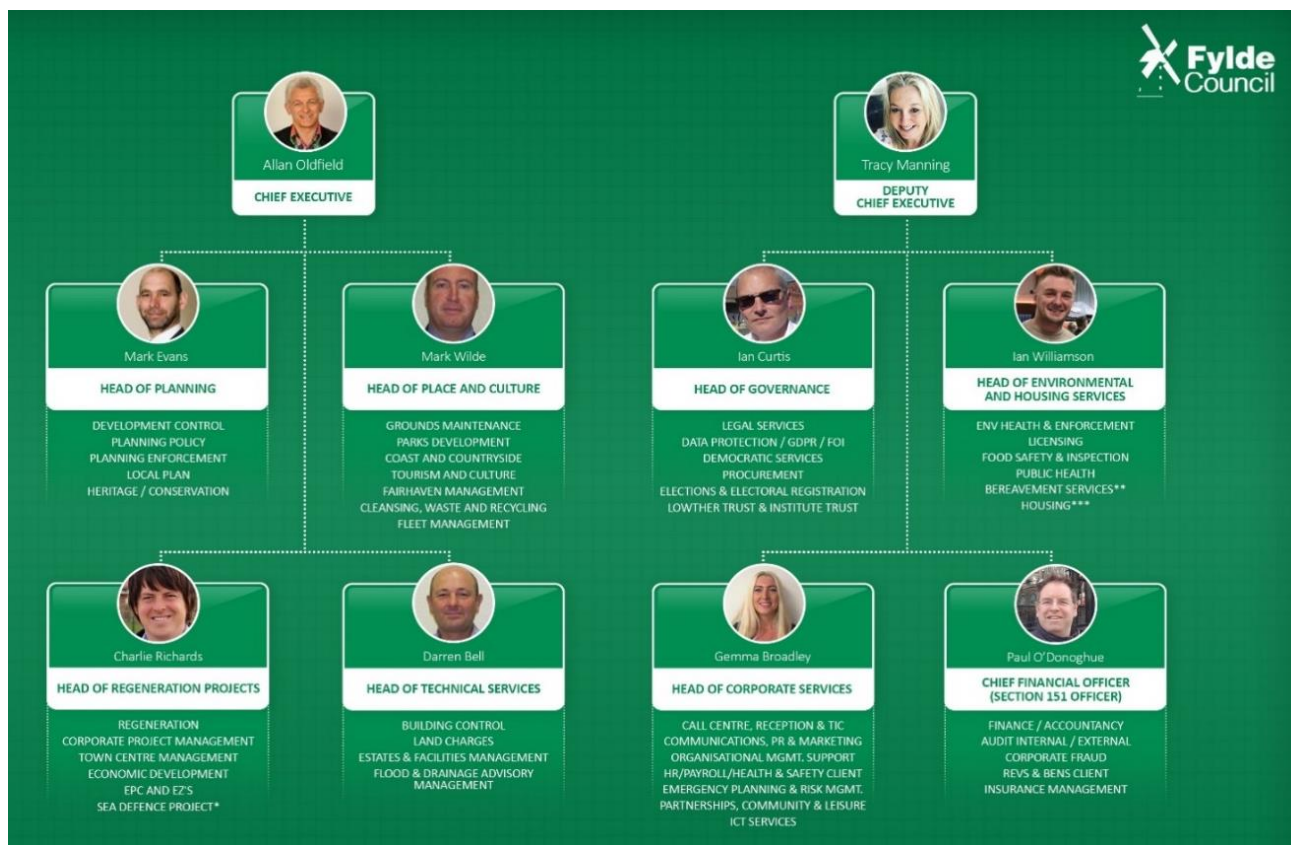 Fylde
Council
Allan Oldfield
CHIEF EXECUTIVE
Tracy Manning
DEPUTY
CHIEF EXECUTIVE
Mark Evans
HEAD OF PLANNING
DEVELOPMENT CONTROL
PLANNING POLICY
PLANNING ENFORCEMENT
LOCAL PLAN
HERITAGE / CONSERVATION
Mark Wilde
HEAD OF PLACE AND CULTURE
GROUNDS MAINTENANCE
PARKS DEVELOPMENT
COAST AND COUNTRYSIDE
TOURISM AND CULTURE
FAIRHAVEN MANAGEMENT
CLEANSING, WASTE AND RECYCLING
FLEET MANAGEMENT
Ian Curtis
HEAD OF GOVERNANCE
LEGAL SERVICES
DATA PROTECTION / GDPR / FOI
DEMOCRATIC SERVICES
PROCUREMENT
ELECTIONS & ELECTORAL REGISTRATION
LOWTHER TRUST & INSTITUTE TRUST
Ian Williamson
HEAD OF ENVIRONMENTAL
AND HOUSING SERVICES
ENV HEALTH & ENFORCEMENT
LICENSING
FOOD SAFETY & INSPECTION
PUBLIC HEALTH
BEREAVEMENT SERVICES**
HOUSING***
Charlie Richards
HEAD OF REGENERATION PROJECTS
REGENERATION
CORPORATE PROJECT MANAGEMENT
TOWN CENTRE MANAGEMENT
ECONOMIC DEVELOPMENT
EPC AND EZ'S
SEA DEFENCE PROJECT*
Darren Bell
HEAD OF TECHNICAL SERVICES
BUILDING CONTROL
LAND CHARGES
ESTATES & FACILITIES MANAGEMENT
FLOOD & DRAINAGE ADVISORY
MANAGEMENT
Gemma Broadley
HEAD OF CORPORATE SERVICES
CALL CENTRE, RECEPTION & TIC
COMMUNICATIONS, PR & MARKETING
ORGANISATIONAL MGMT. SUPPORT
HR/PAYROLL/HEALTH & SAFETY CLIENT
EMERGENCY PLANNING & RISK MGMT.
PARTNERSHIPS, COMMUNITY & LEISURE
ICT SERVICES
Paul O'Donoghue
CHIEF FINANCIAL OFFICER
(SECTION 151 OFFICER)
FINANCE / ACCOUNTANCY
AUDIT INTERNAL / EXTERNAL
CORPORATE FRAUD
REVS & BENS CLIENT
INSURANCE MANAGEMENT